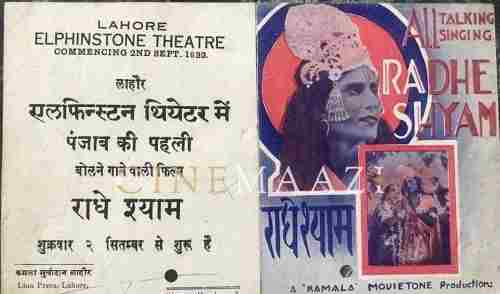 LAHORE
ELPHINSTONE THEATRE
COMMENCING 2ND SEPT. 1932.
लाहौर
एलफिन्स्टन थियेटर में
पंजाब की पहली
बोलने गाने वाली फिल्म
राधे श्याम
शुक्रवार २ सितम्बर से शुरू है
Lion Press, Lahore.
ALL TALKING
SINGING
RADHE
SHYAM
CINEMAAZI
राधेश्याम
A "KAMALA" MOVIETONE Production